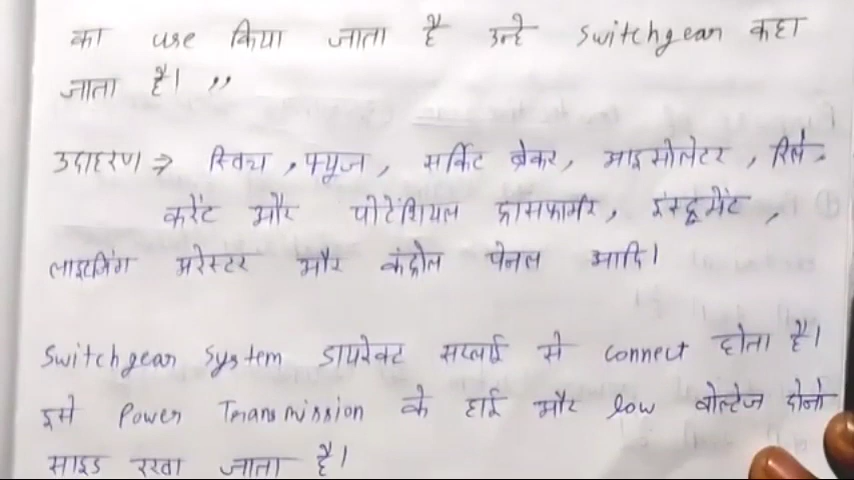 का use किया जाता है उन्हे switchgear कहा
जाता है। ,,
उदाहरण ⇒ स्विच , फ्यूज , सर्किट ब्रेकर, आइसोलेटर , रिले,
करेंट और पोटेंशियल ट्रांसफार्मर, इंस्ट्रूमेंट ,
लाइटनिंग अरेस्टर और कंट्रोल पेनल आदि।
switchgear system डायरेक्ट सप्लाई से connect होता है।
इसे Power Transmission के हाई और low वोल्टेज दोनो
साइड रखा जाता है।